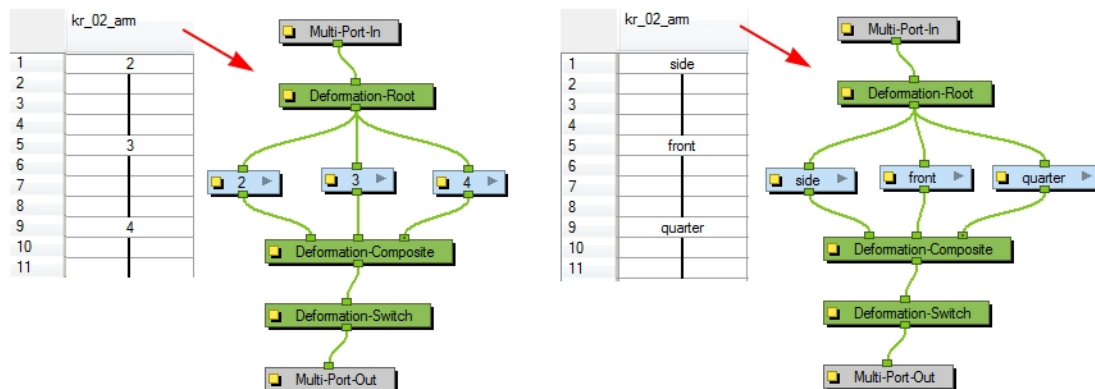 kr_02_arm
1 2
2
3
4
5 3
6
7
8
9 4
10
11
Multi-Port-In
Deformation-Root
2 3 4
Deformation-Composite
Deformation-Switch
Multi-Port-Out
kr_02_arm
1 side
2
3
4
5 front
6
7
8
9 quarter
10
11
Multi-Port-In
Deformation-Root
side front quarter
Deformation-Composite
Deformation-Switch
Multi-Port-Out